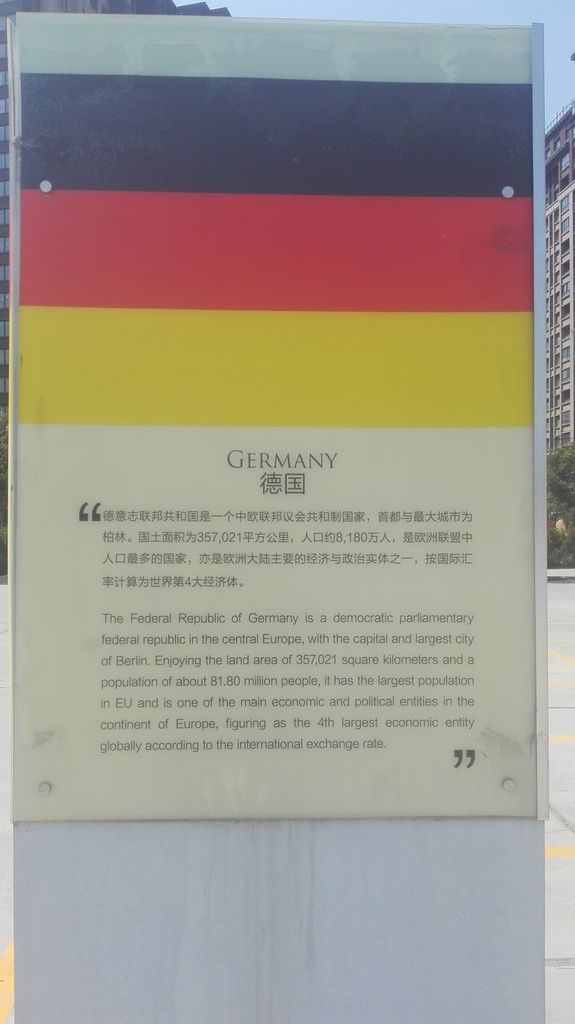 GERMANY
德国
“德意志联邦共和国是一个中欧联邦议会共和制国家，首都与最大城市为
柏林。国土面积为357,021平方公里，人口约8,180万人，是欧洲联盟中
人口最多的国家，亦是欧洲大陆主要的经济与政治实体之一，按国际汇
率计算为世界第4大经济体。
The Federal Republic of Germany is a democratic parliamentary
federal republic in the central Europe, with the capital and largest city
of Berlin. Enjoying the land area of 357,021 square kilometers and a
population of about 81.80 million people, it has the largest population
in EU and is one of the main economic and political entities in the
continent of Europe, figuring as the 4th largest economic entity
globally according to the international exchange rate.”